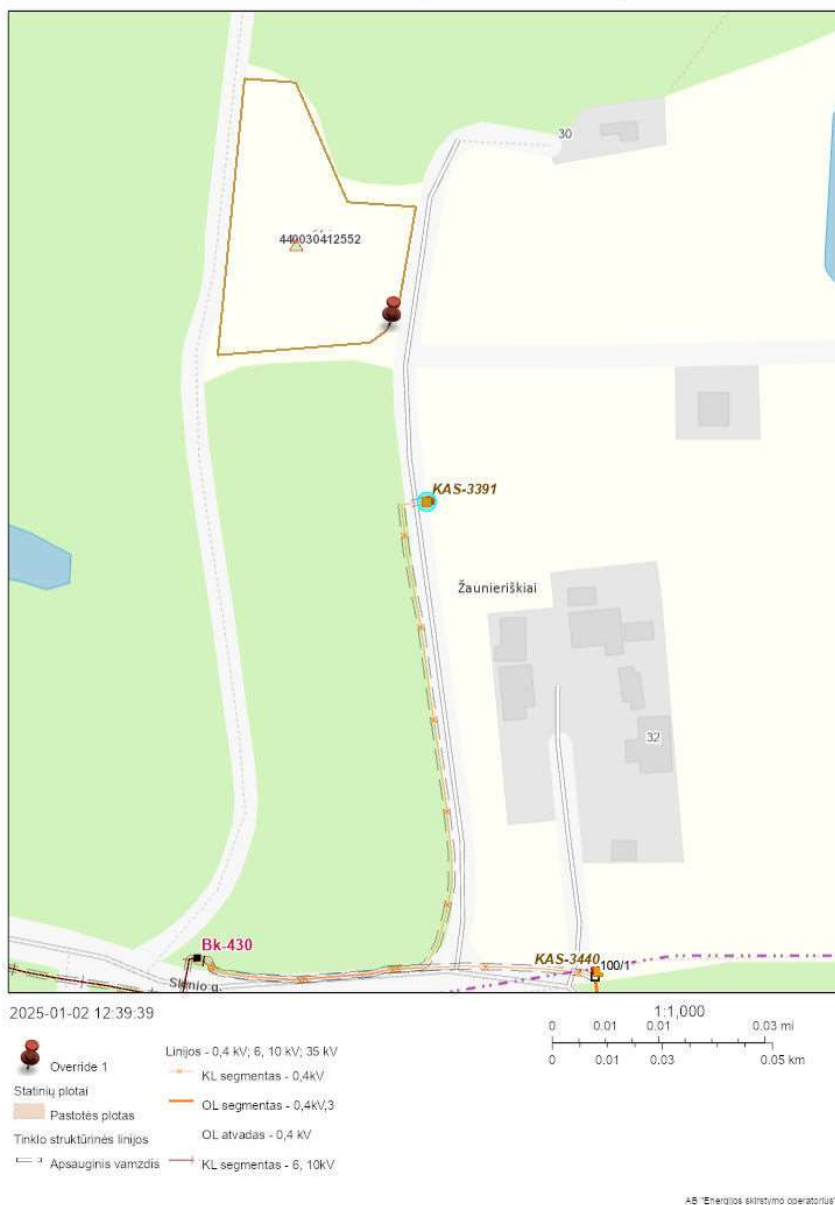 30
440030412552
KAS-3391
Žaunieriškiai
32
Bk-430
KAS-3440
100/1
2025-01-02 12:39:39
1:1,000
0 0.01 0.01 0.03 mi
0 0.01 0.03 0.05 km
Override 1
Statinių plotai
Pastotės plotas
Tinklo struktūrinės linijos
Apsauginis vamzdis
Linijos - 0,4 kV; 6, 10 kV; 35 kV
KL segmentas - 0,4kV
OL segmentas - 0,4kV,3
OL atvadas - 0,4 kV
KL segmentas - 6, 10kV
AB "Energijos skirstymo operatorius"